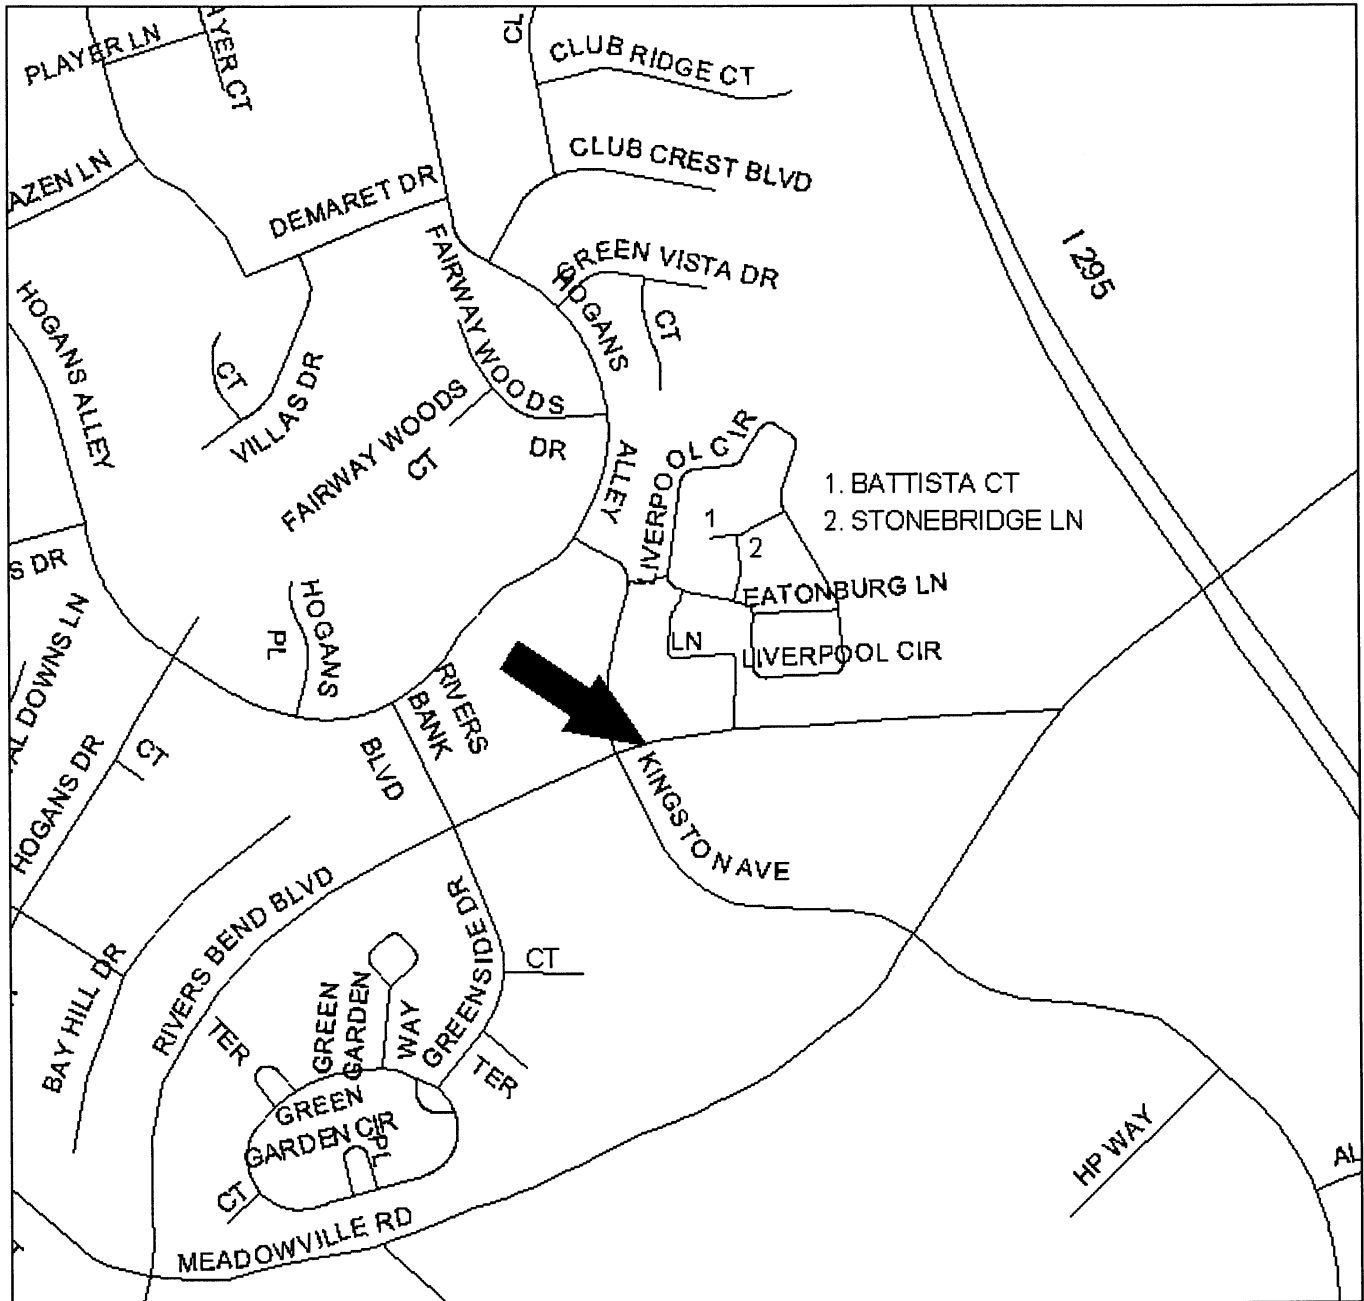 PLAYER LN
AYER CT
CL
CLUB RIDGE CT
CLUB CREST BLVD
AZEN LN
DEMARET DR
GREEN VISTA DR
I 295
HOGANS ALLEY
FAIRWAY WOODS
DR
HOGANS
ALLEY
CT
CT
VILLAS DR
FAIRWAY WOODS
CT
LIVERPOOL CIR
1. BATTISTA CT
2. STONEBRIDGE LN
1
2
S DR
EATONBURG LN
LN
LIVERPOOL CIR
HOGANS
PL
AL DOWNS LN
RIVERS
BANK
BLVD
HOGANS DR
CT
KINGSTON AVE
RIVERS BEND BLVD
GREENSIDE DR
CT
BAY HILL DR
TER
GREEN
GARDEN
WAY
TER
GREEN
GARDEN CIR
PL
CT
HP WAY
AL
MEADOWVILLE RD